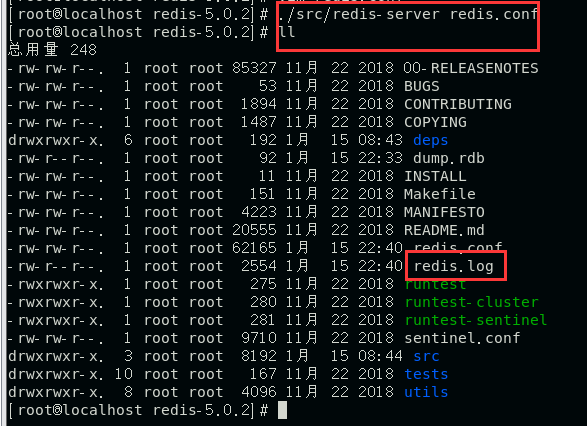 [root@localhost redis-5.0.2]# ./src/redis-server redis.conf
[root@localhost redis-5.0.2]# ll
总用量 248
-rw-rw-r--. 1 root root 85327 11月 22 2018 00-RELEASENOTES
-rw-rw-r--. 1 root root 53 11月 22 2018 BUGS
-rw-rw-r--. 1 root root 1894 11月 22 2018 CONTRIBUTING
-rw-rw-r--. 1 root root 1487 11月 22 2018 COPYING
drwxrwxr-x. 6 root root 192 1月 15 08:43 deps
-rw-r--r--. 1 root root 92 1月 15 22:33 dump.rdb
-rw-rw-r--. 1 root root 11 11月 22 2018 INSTALL
-rw-rw-r--. 1 root root 151 11月 22 2018 Makefile
-rw-rw-r--. 1 root root 4223 11月 22 2018 MANIFESTO
-rw-rw-r--. 1 root root 20555 11月 22 2018 README.md
-rw-rw-r--. 1 root root 62165 1月 15 22:40 redis.conf
-rw-r--r--. 1 root root 2554 1月 15 22:40 redis.log
-rwxrwxr-x. 1 root root 275 11月 22 2018 runtest
-rwxrwxr-x. 1 root root 280 11月 22 2018 runtest-cluster
-rwxrwxr-x. 1 root root 281 11月 22 2018 runtest-sentinel
-rw-rw-r--. 1 root root 9710 11月 22 2018 sentinel.conf
drwxrwxr-x. 3 root root 8192 1月 15 08:44 src
drwxrwxr-x. 10 root root 167 11月 22 2018 tests
drwxrwxr-x. 8 root root 4096 11月 22 2018 utils
[root@localhost redis-5.0.2]#